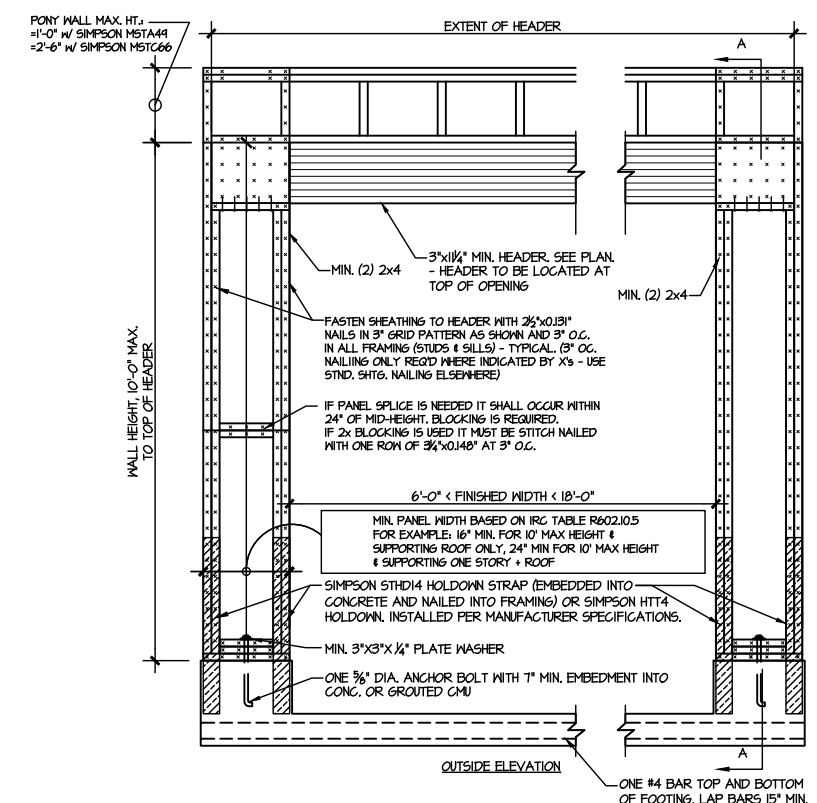 PONY WALL MAX. HT.:
=1'-0" W/ SIMPSON MSTA49
=2'-6" W/ SIMPSON MSTC66
EXTENT OF HEADER
A
MIN. (2) 2x4
3"x11¼" MIN. HEADER. SEE PLAN.
- HEADER TO BE LOCATED AT
TOP OF OPENING
MIN. (2) 2x4
FASTEN SHEATHING TO HEADER WITH 2½"x0.131"
NAILS IN 3" GRID PATTERN AS SHOWN AND 3" O.C.
IN ALL FRAMING (STUDS & SILLS) - TYPICAL. (3" OC.
NAILIING ONLY REQ'D WHERE INDICATED BY X's - USE
STND. SHTG. NAILING ELSEWHERE)
WALL HEIGHT, 10'-0" MAX.
TO TOP OF HEADER
IF PANEL SPLICE IS NEEDED IT SHALL OCCUR WITHIN
24" OF MID-HEIGHT. BLOCKING IS REQUIRED.
IF 2x BLOCKING IS USED IT MUST BE STITCH NAILED
WITH ONE ROW OF 3¼"x0.148" AT 3" O.C.
6'-0" < FINISHED WIDTH < 18'-0"
MIN. PANEL WIDTH BASED ON IRC TABLE R602.10.5
FOR EXAMPLE: 16" MIN. FOR 10' MAX HEIGHT &
SUPPORTING ROOF ONLY, 24" MIN FOR 10' MAX HEIGHT
& SUPPORTING ONE STORY + ROOF
SIMPSON STHD14 HOLDOWN STRAP (EMBEDDED INTO
CONCRETE AND NAILED INTO FRAMING) OR SIMPSON HTT4
HOLDOWN. INSTALLED PER MANUFACTURER SPECIFICATIONS.
MIN. 3"X3"X¼" PLATE WASHER
ONE ⅝" DIA. ANCHOR BOLT WITH 7" MIN. EMBEDMENT INTO
CONC. OR GROUTED CMU
A
OUTSIDE ELEVATION
ONE #4 BAR TOP AND BOTTOM
OF FOOTING. LAP BARS 15" MIN.